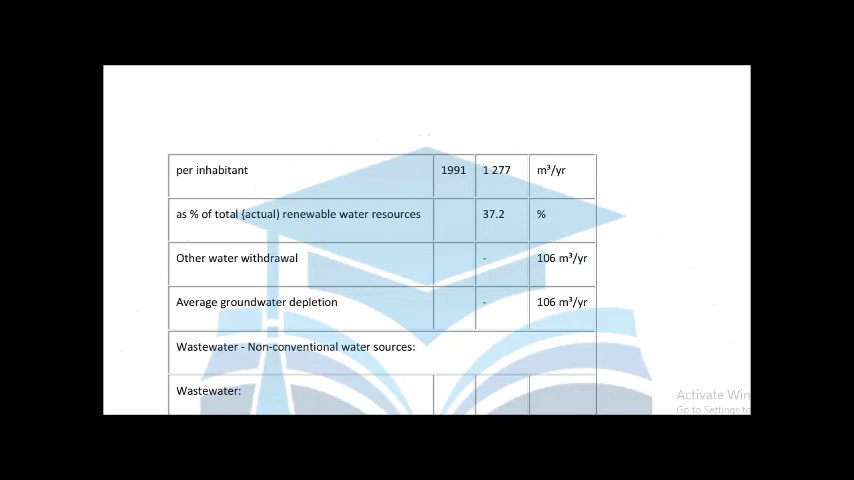 per inhabitant 1991 1 277 m³/yr
as % of total (actual) renewable water resources 37.2 %
Other water withdrawal - 106 m³/yr
Average groundwater depletion - 106 m³/yr
Wastewater - Non-conventional water sources:
Wastewater:
Activate Win
Go to Settings to